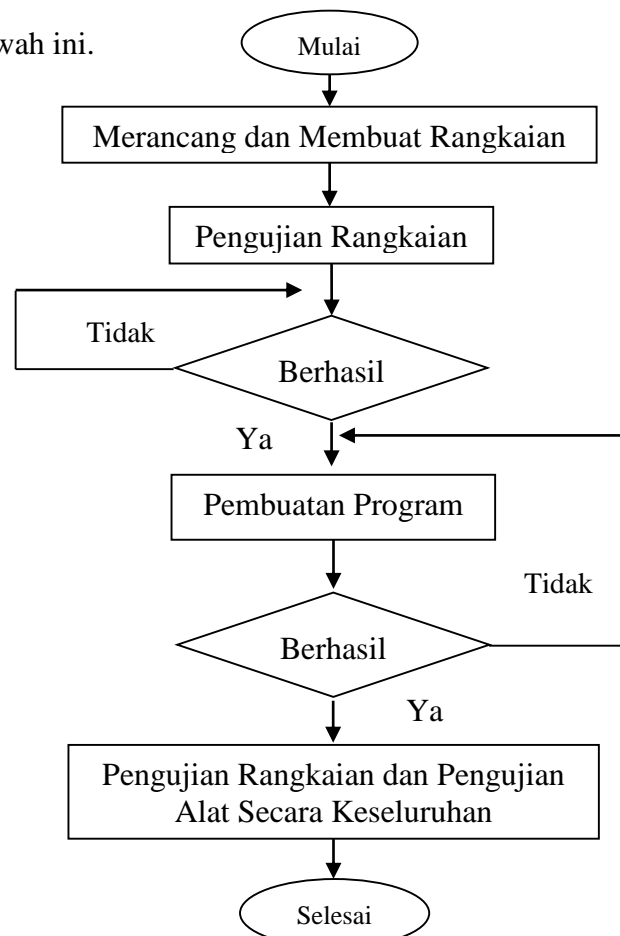 wah ini.
Mulai
Merancang dan Membuat Rangkaian
Pengujian Rangkaian
Tidak
Berhasil
Ya
Pembuatan Program
Tidak
Berhasil
Ya
Pengujian Rangkaian dan Pengujian
Alat Secara Keseluruhan
Selesai